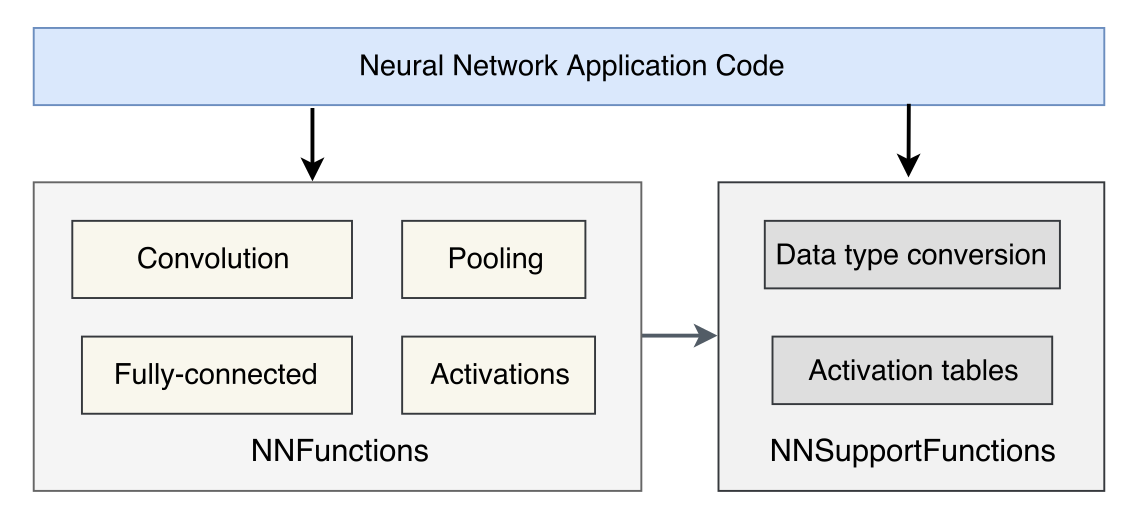 Neural Network Application Code
Convolution
Pooling
Fully-connected
Activations
NNFunctions
Data type conversion
Activation tables
NNSupportFunctions